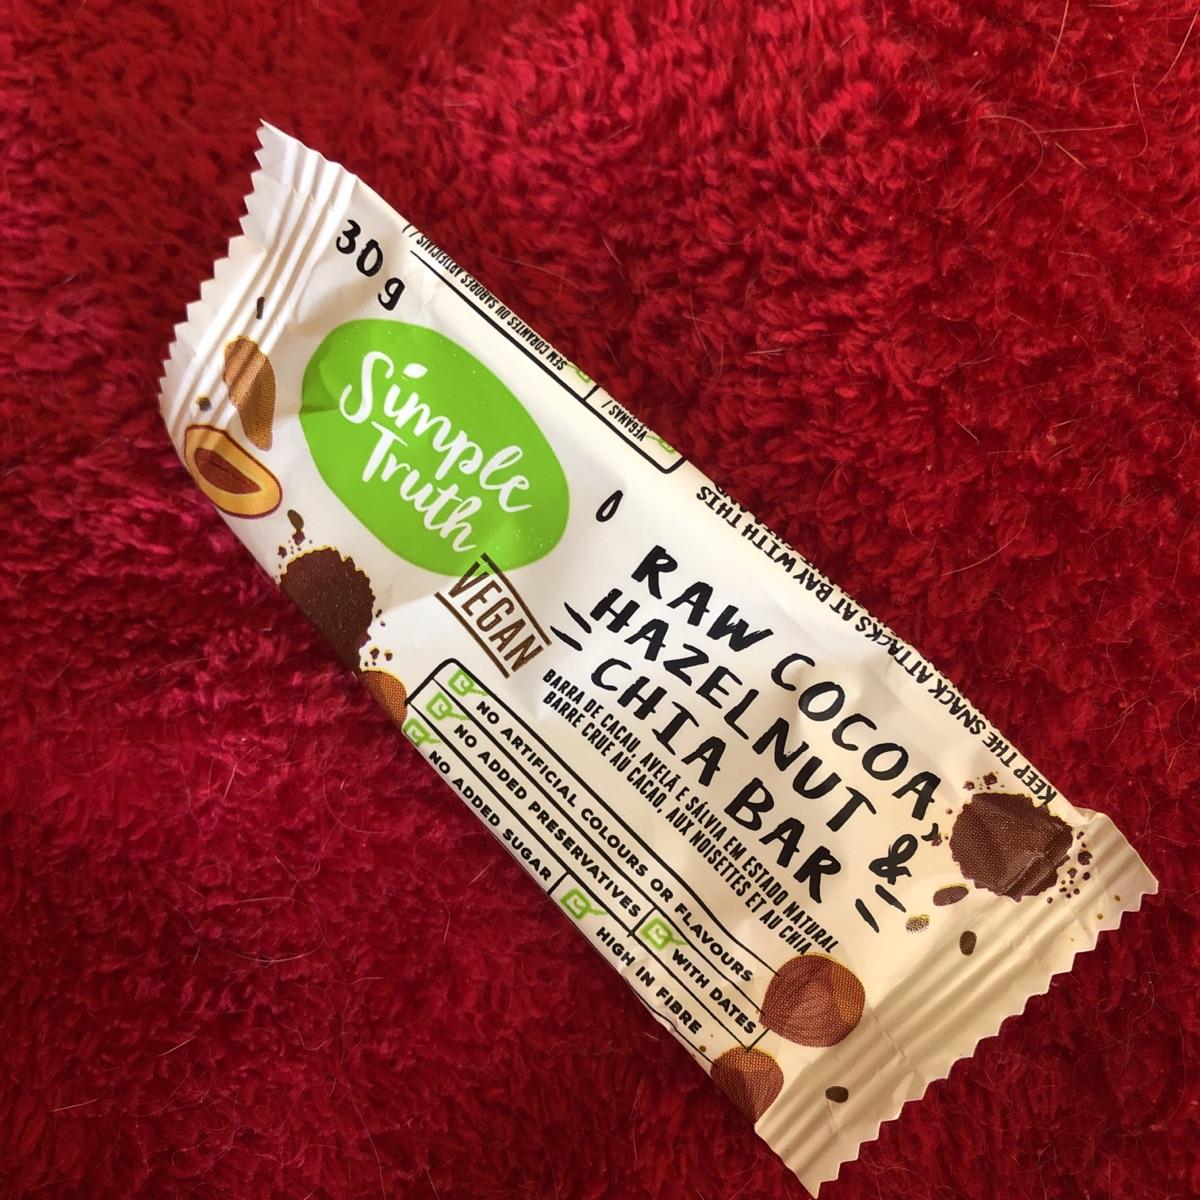 30 g
Simple
Truth
VEGAN
RAW COCOA,
HAZELNUT &
CHIA BAR
BARRA DE CACAU, AVELÃ E SÁLVIA EM ESTADO NATURAL
BARRE CRUE AU CACAO, AUX NOISETTES ET AU CHIA
NO ARTIFICIAL COLOURS OR FLAVOURS
NO ADDED PRESERVATIVES
WITH DATES
NO ADDED SUGAR
HIGH IN FIBRE
SEM CORANTES OU SABORES ARTIFICIAIS /
VEGANAS /
KEEP THE SNACK ATTACKS AT BAY WITH THIS